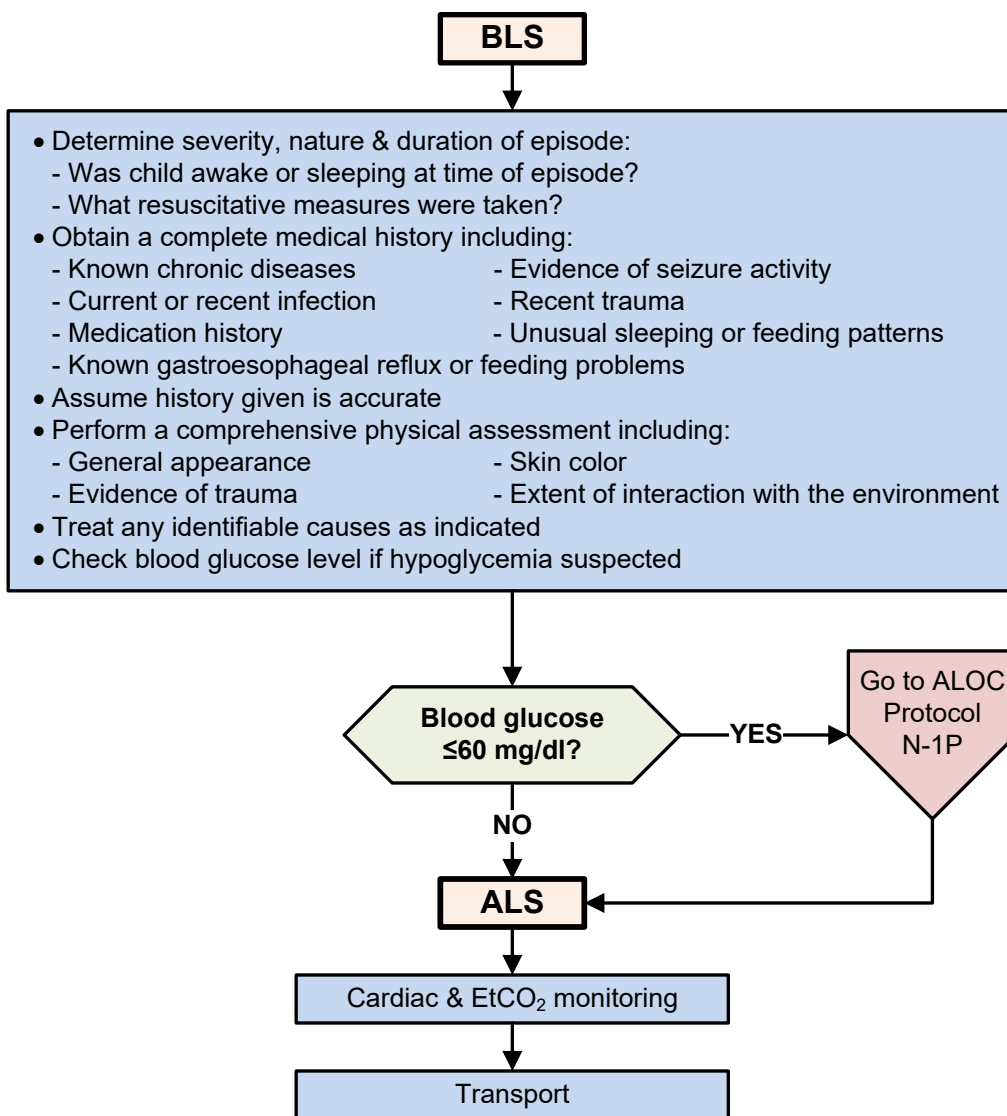 BLS
• Determine severity, nature & duration of episode:
- Was child awake or sleeping at time of episode?
- What resuscitative measures were taken?
• Obtain a complete medical history including:
- Known chronic diseases - Evidence of seizure activity
- Current or recent infection - Recent trauma
- Medication history - Unusual sleeping or feeding patterns
- Known gastroesophageal reflux or feeding problems
• Assume history given is accurate
• Perform a comprehensive physical assessment including:
- General appearance - Skin color
- Evidence of trauma - Extent of interaction with the environment
• Treat any identifiable causes as indicated
• Check blood glucose level if hypoglycemia suspected
Blood glucose
≤60 mg/dl?
YES
Go to ALOC
Protocol
N-1P
NO
ALS
Cardiac & EtCO₂ monitoring
Transport